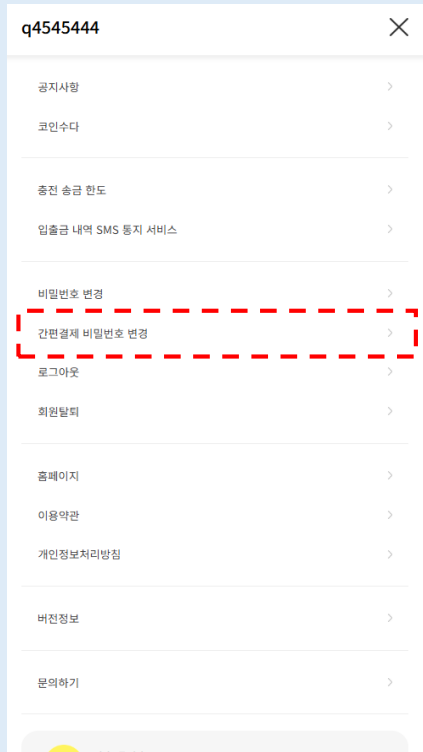 q4545444
공지사항
코인수다
충전 송금 한도
입출금 내역 SMS 통지 서비스
비밀번호 변경
간편결제 비밀번호 변경
로그아웃
회원탈퇴
홈페이지
이용약관
개인정보처리방침
버전정보
문의하기